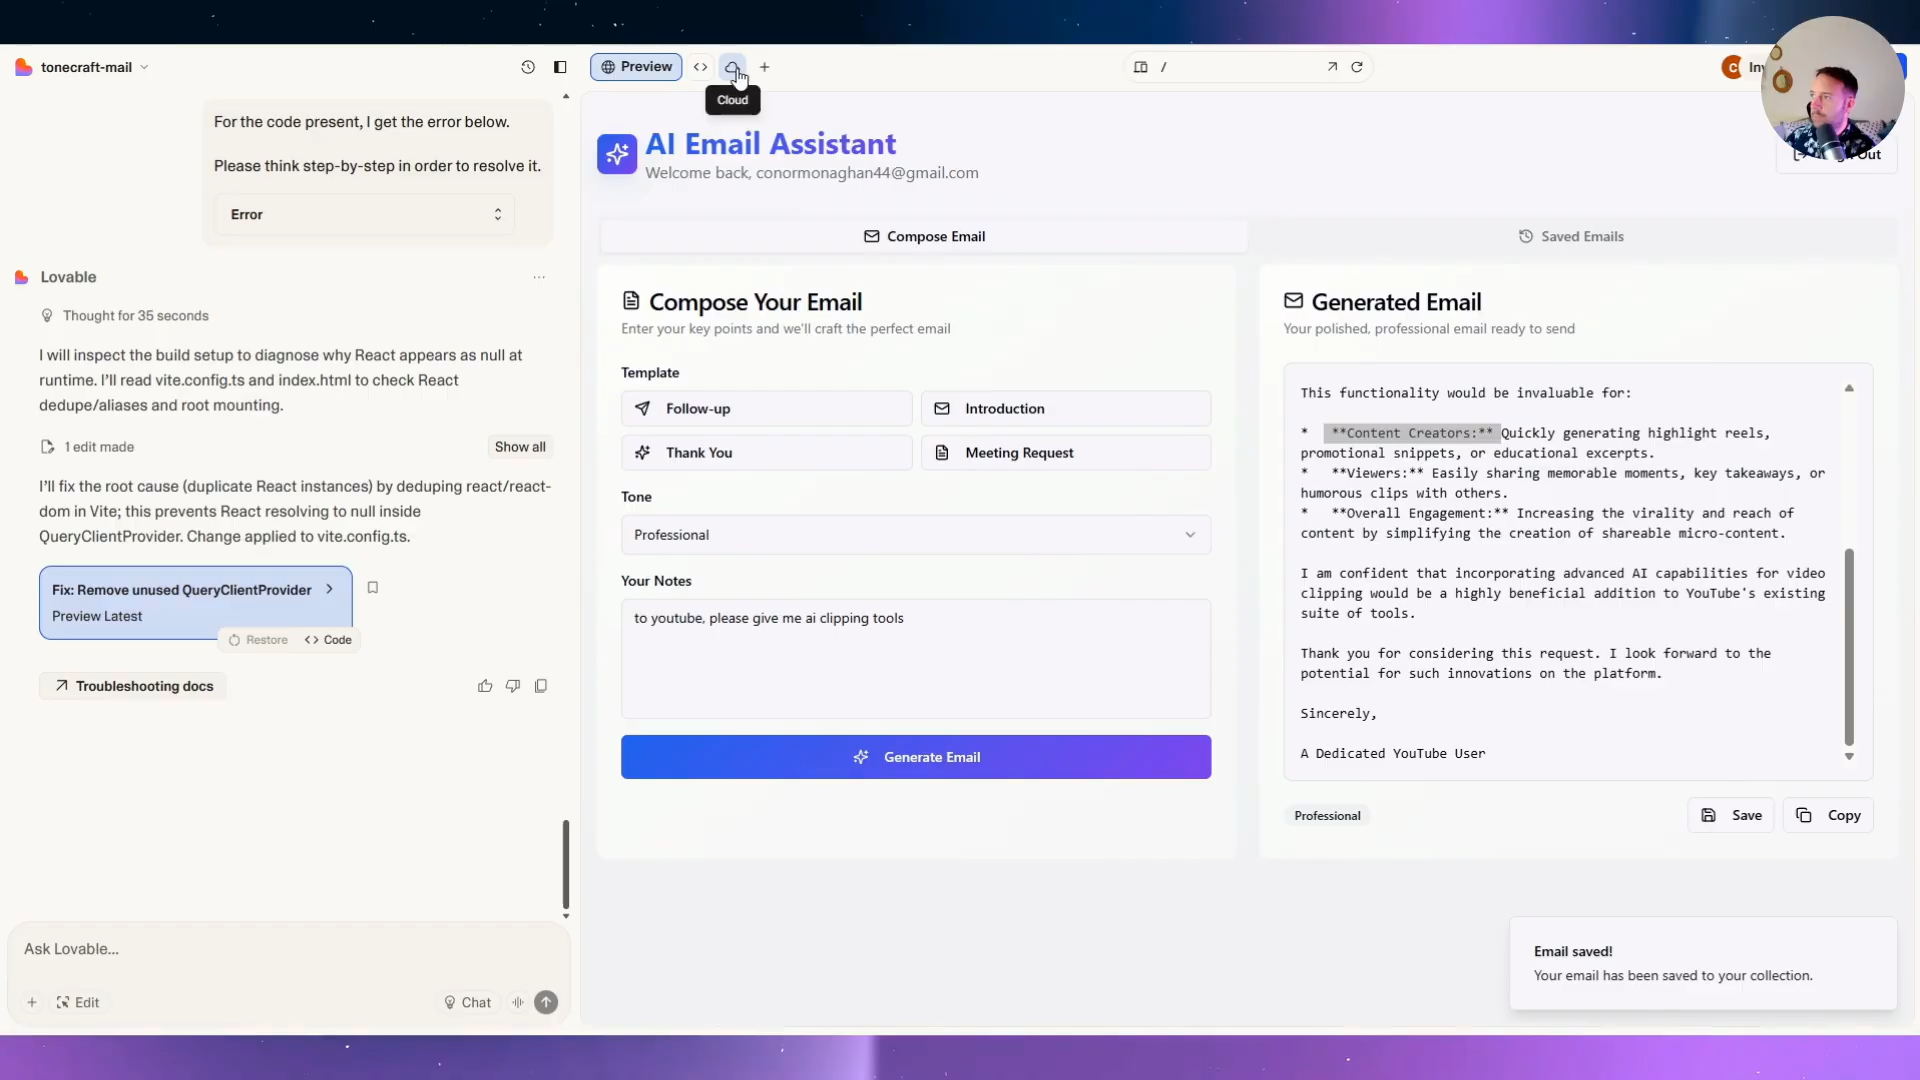 tonecraft-mail
Preview
/
Cloud
For the code present, I get the error below.
Please think step-by-step in order to resolve it.
Error
Lovable
Thought for 35 seconds
I will inspect the build setup to diagnose why React appears as null at
runtime. I'll read vite.config.ts and index.html to check React
dedupe/aliases and root mounting.
1 edit made
Show all
I'll fix the root cause (duplicate React instances) by deduping react/react-
dom in Vite; this prevents React resolving to null inside
QueryClientProvider. Change applied to vite.config.ts.
Fix: Remove unused QueryClientProvider
Preview Latest
Restore
Code
Troubleshooting docs
Ask Lovable...
Edit
Chat
C
AI Email Assistant
Welcome back, conormonaghan44@gmail.com
Compose Email
Saved Emails
Compose Your Email
Enter your key points and we'll craft the perfect email
Template
Follow-up
Introduction
Thank You
Meeting Request
Tone
Professional
Your Notes
to youtube, please give me ai clipping tools
Generate Email
Generated Email
Your polished, professional email ready to send
This functionality would be invaluable for:
* **Content Creators:** Quickly generating highlight reels,
promotional snippets, or educational excerpts.
* **Viewers:** Easily sharing memorable moments, key takeaways, or
humorous clips with others.
* **Overall Engagement:** Increasing the virality and reach of
content by simplifying the creation of shareable micro-content.
I am confident that incorporating advanced AI capabilities for video
clipping would be a highly beneficial addition to YouTube's existing
suite of tools.
Thank you for considering this request. I look forward to the
potential for such innovations on the platform.
Sincerely,
A Dedicated YouTube User
Professional
Save
Copy
Email saved!
Your email has been saved to your collection.